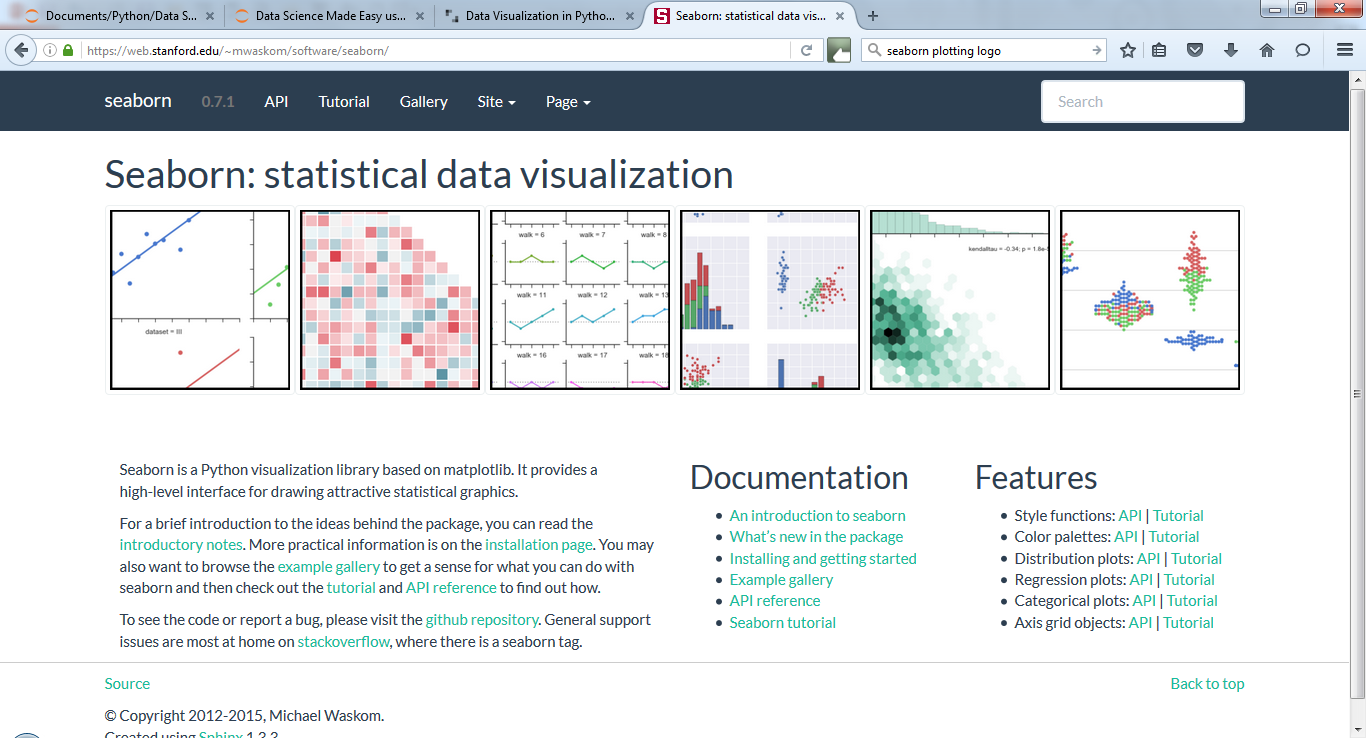 Documents/Python/Data S...
Data Science Made Easy us...
Data Visualization in Pytho...
Seaborn: statistical data vis...
https://web.stanford.edu/~mwaskom/software/seaborn/
seaborn plotting logo
seaborn 0.7.1 API Tutorial Gallery Site Page
Search
Seaborn: statistical data visualization
dataset = III
walk = 6 walk = 7 walk = 8
walk = 11 walk = 12 walk = 13
walk = 16 walk = 17 walk = 18
kendalltau = -0.34; p = 1.8e-
Seaborn is a Python visualization library based on matplotlib. It provides a
high-level interface for drawing attractive statistical graphics.
For a brief introduction to the ideas behind the package, you can read the
introductory notes. More practical information is on the installation page. You may
also want to browse the example gallery to get a sense for what you can do with
seaborn and then check out the tutorial and API reference to find out how.
To see the code or report a bug, please visit the github repository. General support
issues are most at home on stackoverflow, where there is a seaborn tag.
Documentation
An introduction to seaborn
What's new in the package
Installing and getting started
Example gallery
API reference
Seaborn tutorial
Features
Style functions: API | Tutorial
Color palettes: API | Tutorial
Distribution plots: API | Tutorial
Regression plots: API | Tutorial
Categorical plots: API | Tutorial
Axis grid objects: API | Tutorial
Source
Back to top
© Copyright 2012-2015, Michael Waskom.
Created using Sphinx 1.3.3.